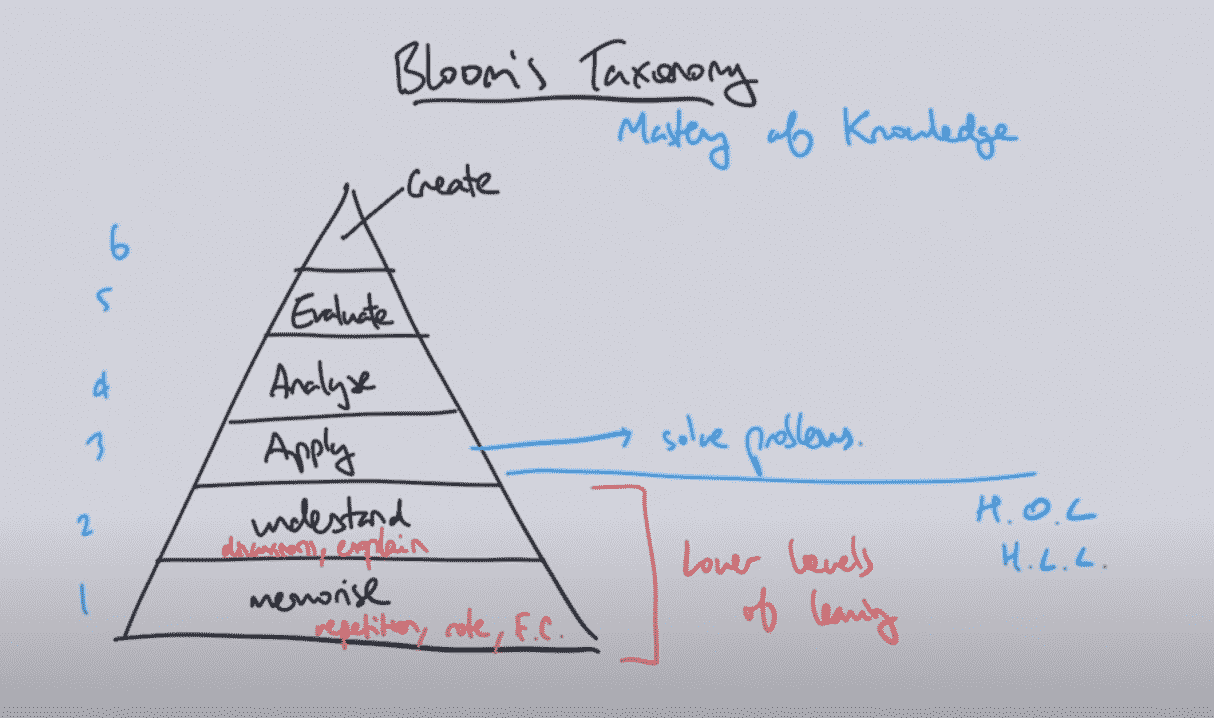 Bloom's Taxonomy
Mastery of Knowledge
Create
6
5
Evaluate
4
Analyse
3
Apply
solve problems.
2
understand
discussion, explain
H.O.L
H.L.L.
Lower levels
of learning
1
memorise
repetition, rote, F.C.